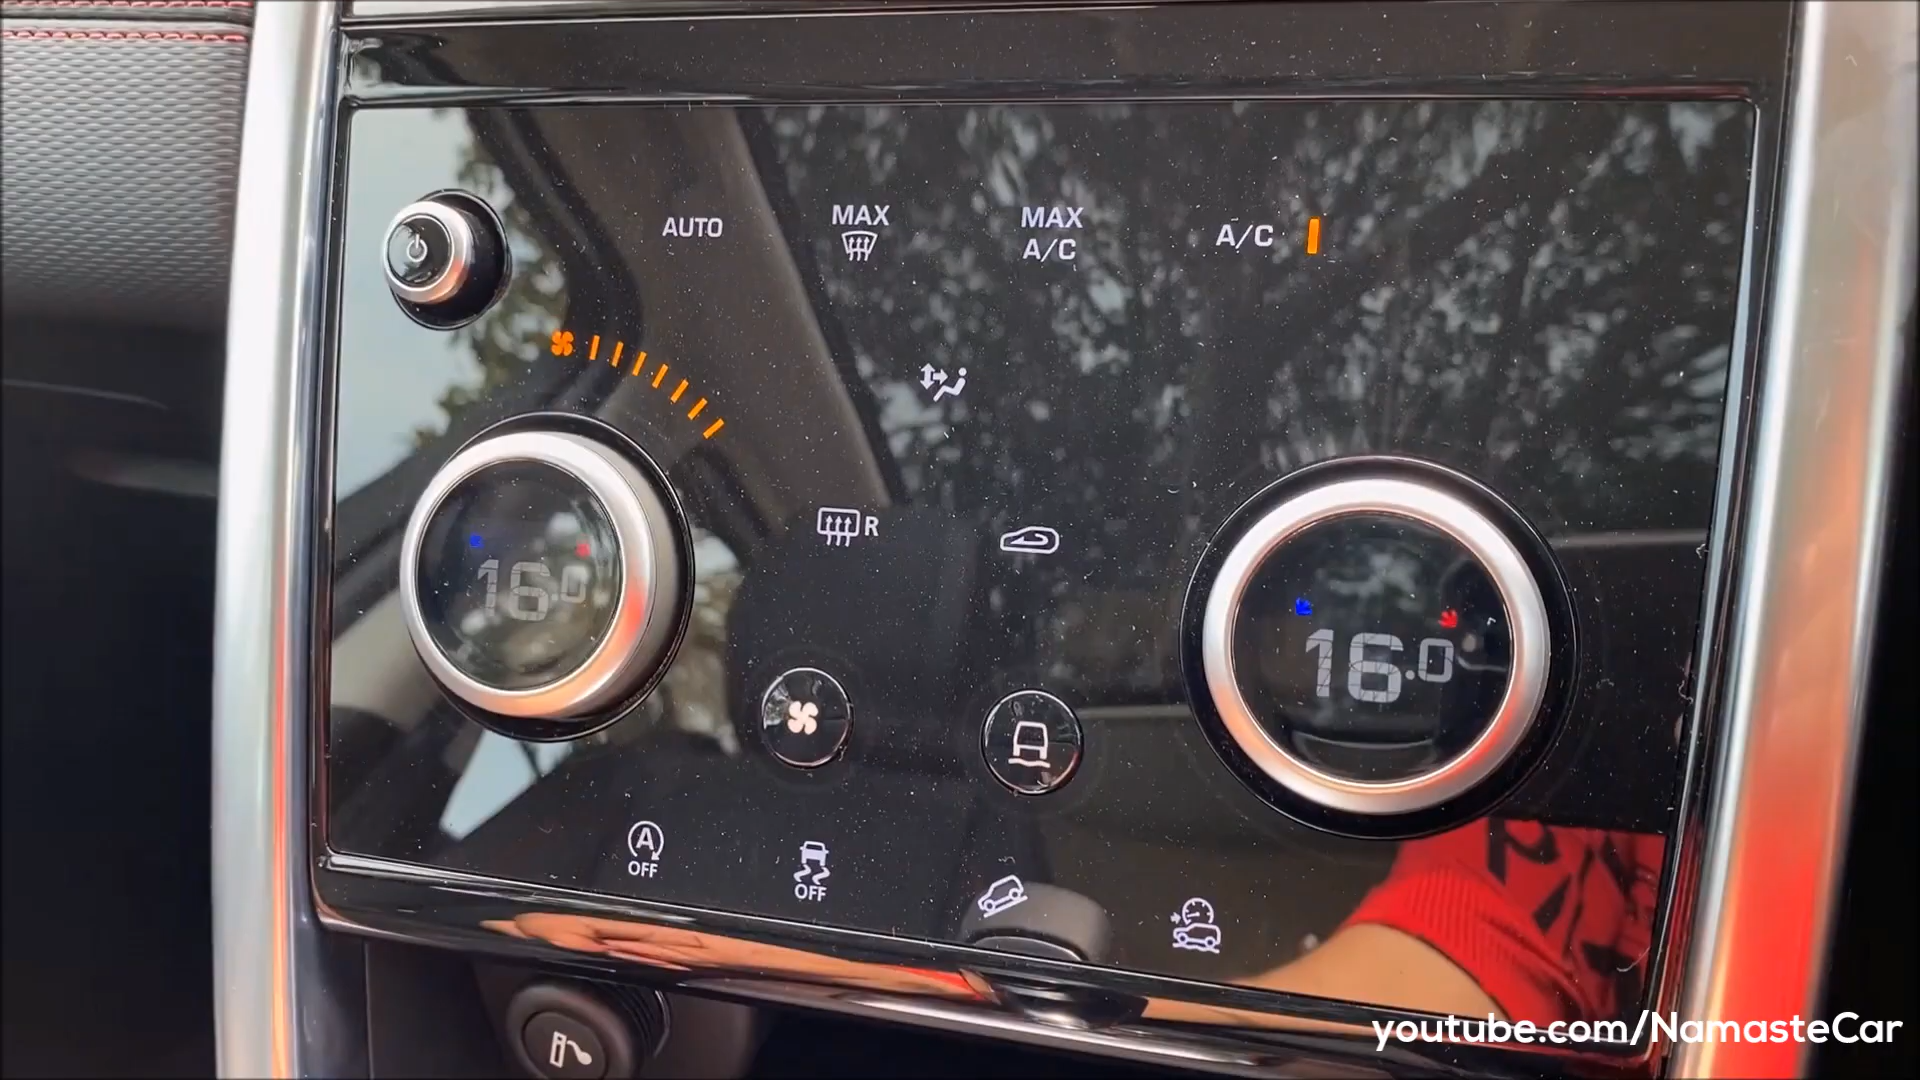 AUTO
MAX
MAX
A/C
A/C
R
16.0
16.0
A
OFF
OFF
youtube.com/NamasteCar